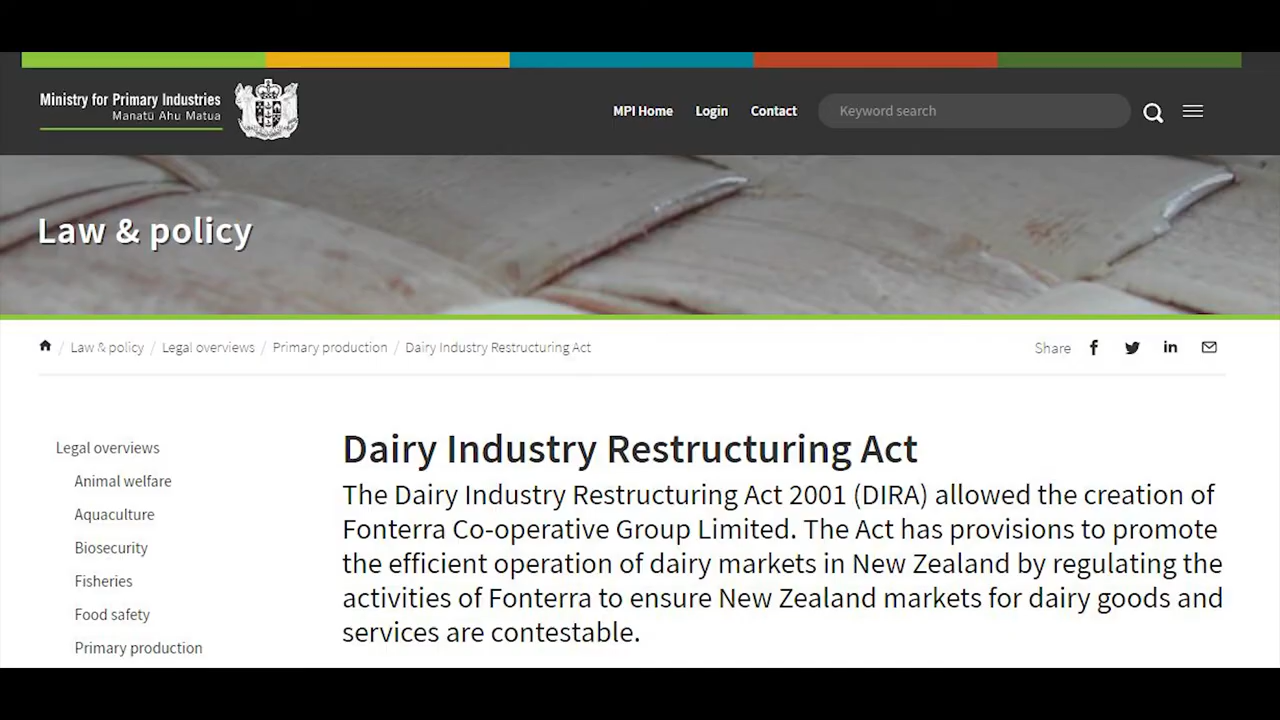 Ministry for Primary Industries
Manatū Ahu Matua
MPI Home Login Contact Keyword search
Law & policy
/ Law & policy / Legal overviews / Primary production / Dairy Industry Restructuring Act
Share
Legal overviews
Animal welfare
Aquaculture
Biosecurity
Fisheries
Food safety
Primary production
Dairy Industry Restructuring Act
The Dairy Industry Restructuring Act 2001 (DIRA) allowed the creation of
Fonterra Co-operative Group Limited. The Act has provisions to promote
the efficient operation of dairy markets in New Zealand by regulating the
activities of Fonterra to ensure New Zealand markets for dairy goods and
services are contestable.